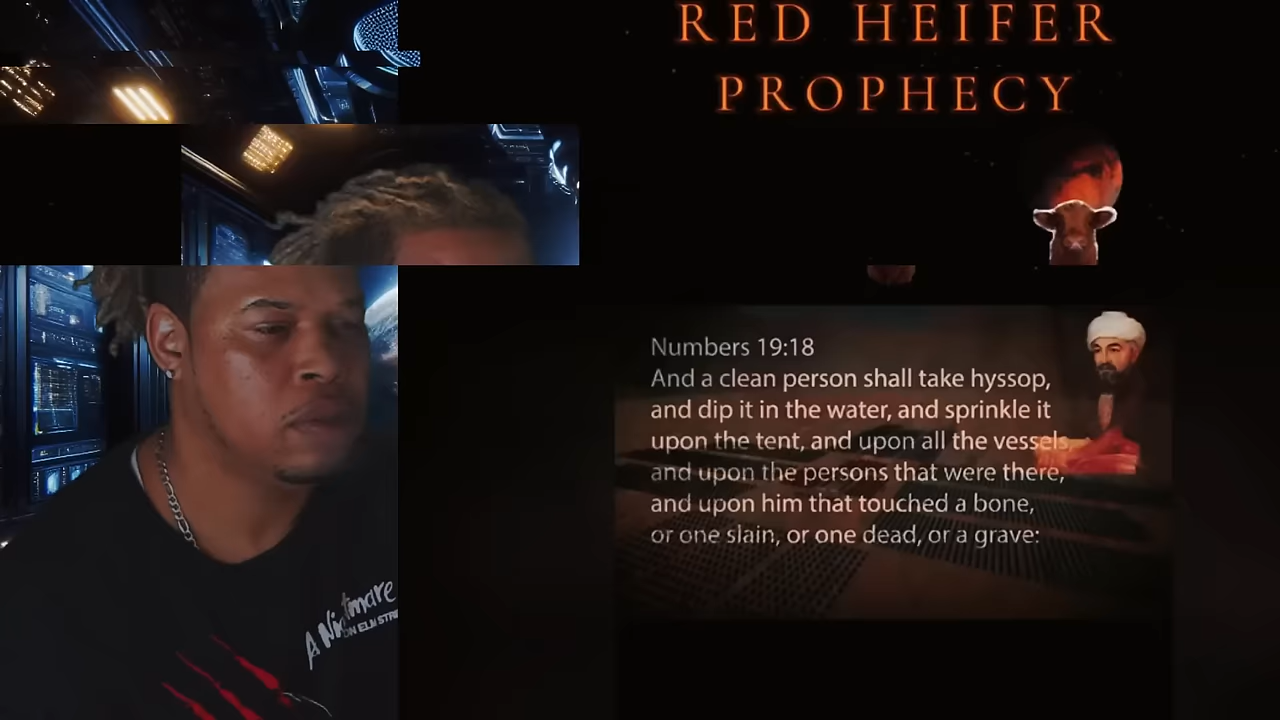 RED HEIFER
PROPHECY
Numbers 19:18
And a clean person shall take hyssop,
and dip it in the water, and sprinkle it
upon the tent, and upon all the vessels
and upon the persons that were there,
and upon him that touched a bone,
or one slain, or one dead, or a grave:
A Nightmare
ON ELM STR